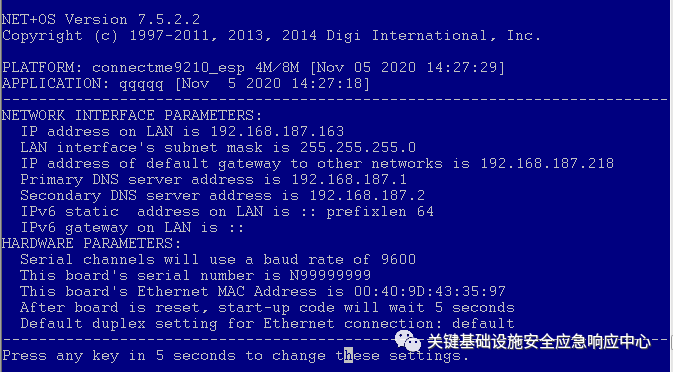 NET+OS Version 7.5.2.2
Copyright (c) 1997-2011, 2013, 2014 Digi International, Inc.
PLATFORM: connectme9210_esp 4M/8M [Nov 05 2020 14:27:29]
APPLICATION: qqqqq [Nov  5 2020 14:27:18]
--------------------------------------------------------------------------
NETWORK INTERFACE PARAMETERS:
  IP address on LAN is 192.168.187.163
  LAN interface's subnet mask is 255.255.255.0
  IP address of default gateway to other networks is 192.168.187.218
  Primary DNS server address is 192.168.187.1
  Secondary DNS server address is 192.168.187.2
  IPv6 static  address on LAN is :: prefixlen 64
  IPv6 gateway on LAN is ::
HARDWARE PARAMETERS:
  Serial channels will use a baud rate of 9600
  This board's serial number is N99999999
  This board's Ethernet MAC Address is 00:40:9D:43:35:97
  After board is reset, start-up code will wait 5 seconds
  Default duplex setting for Ethernet connection: default
--------------------------------------------------------------------------
关键基础设施安全应急响应中心
Press any key in 5 seconds to change these settings.